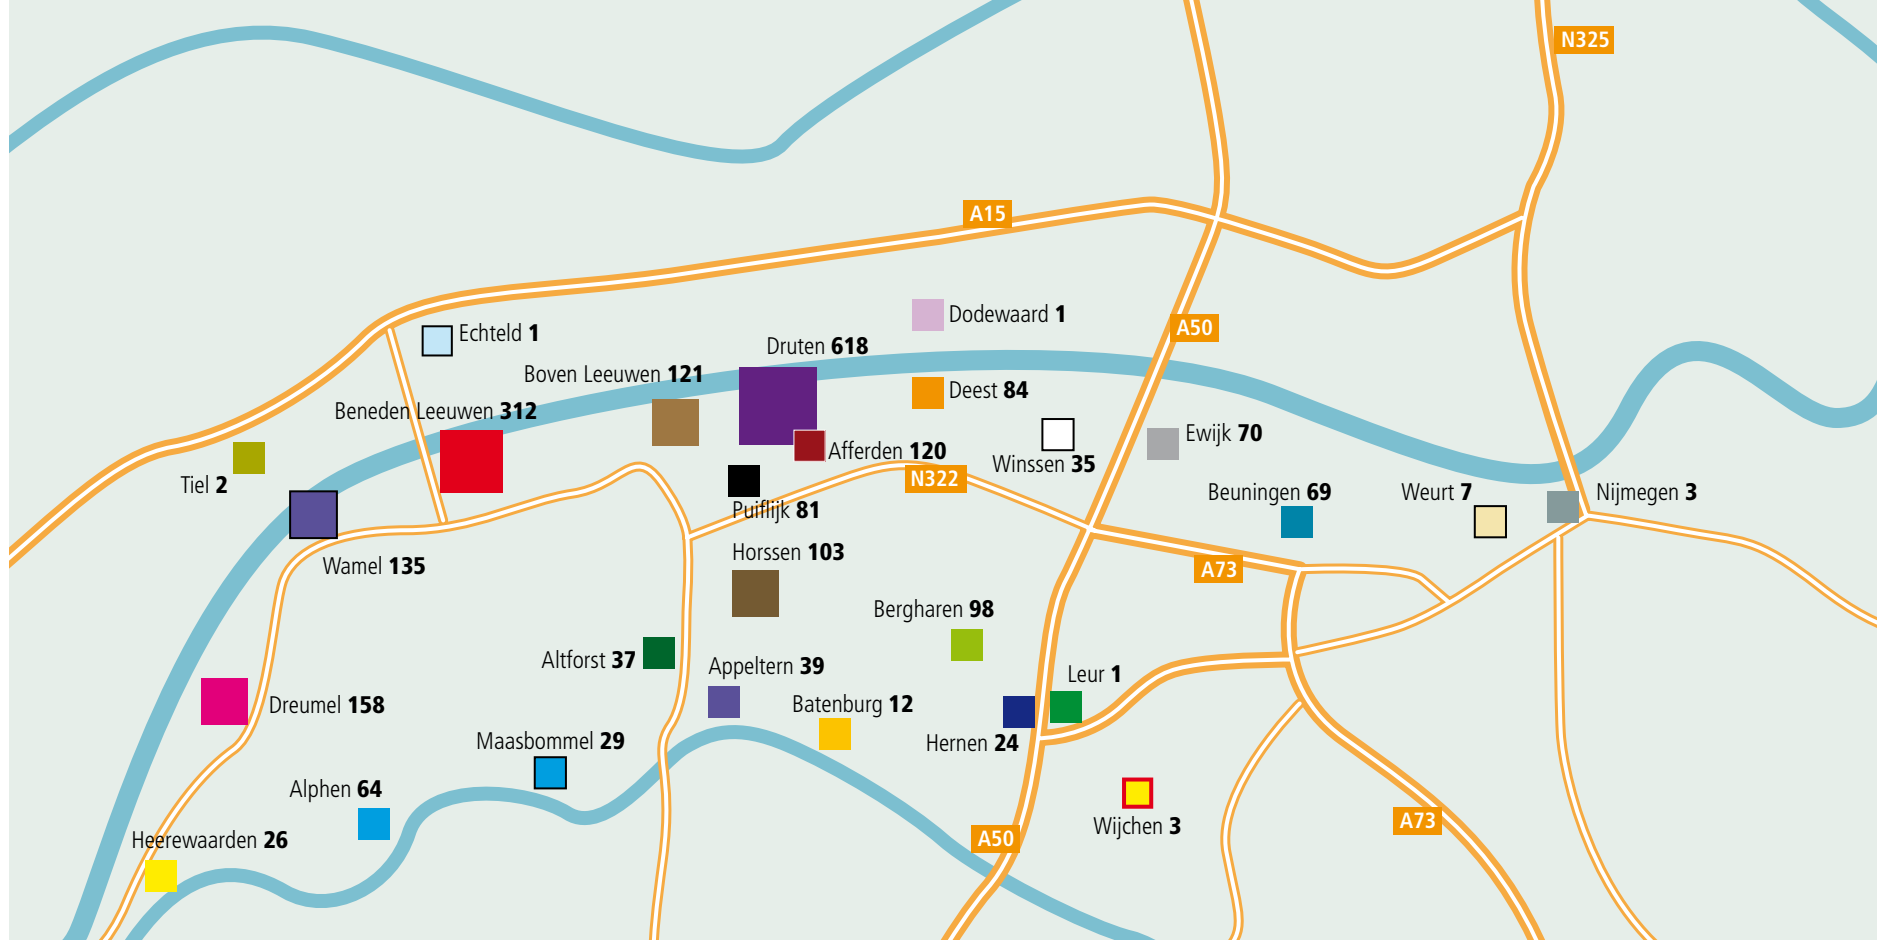 N325
A15
Dodewaard 1
A50
Echteld 1
Druten 618
Boven Leeuwen 121
Deest 84
Beneden Leeuwen 312
Ewijk 70
Afferden 120
Winssen 35
N322
Tiel 2
Beuningen 69
Weurt 7
Nijmegen 3
Puiflijk 81
Horssen 103
Wamel 135
A73
Bergharen 98
Altforst 37
Appeltern 39
Leur 1
Dreumel 158
Batenburg 12
Maasbommel 29
Hernen 24
Alphen 64
A73
Wijchen 3
Heerewaarden 26
A50